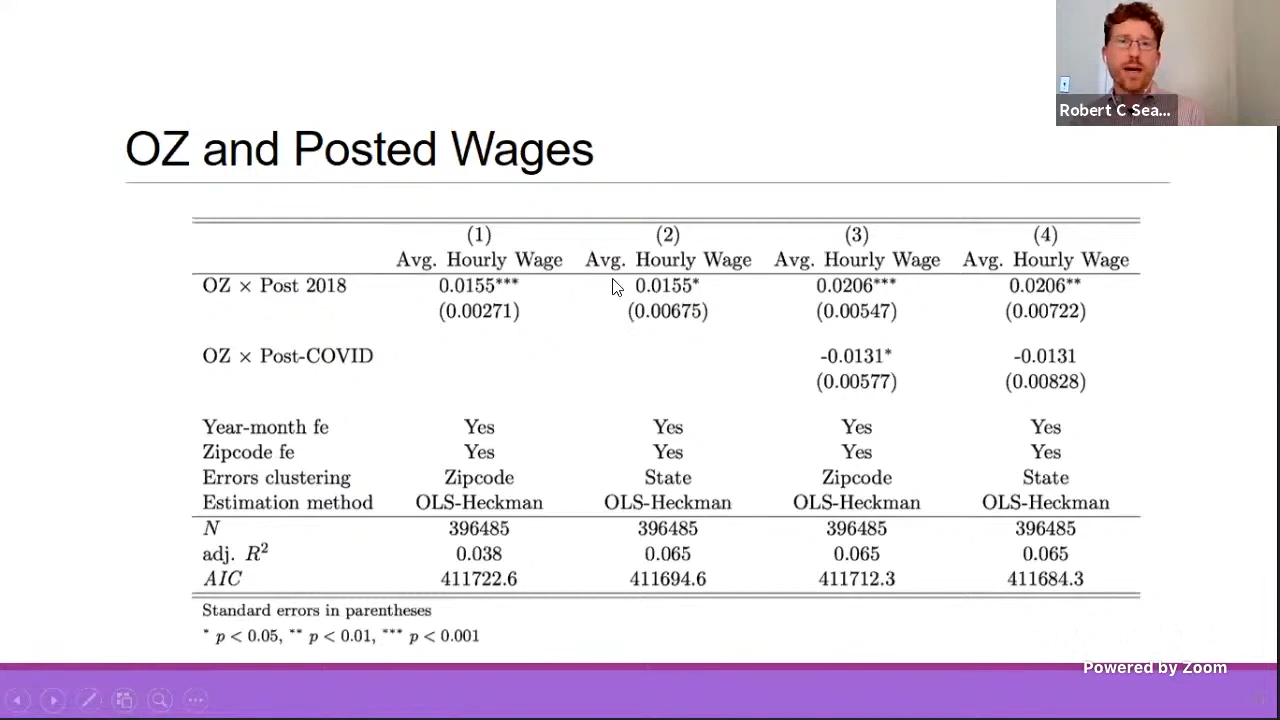 Robert C Sea...
OZ and Posted Wages
(1) (2) (3) (4)
Avg. Hourly Wage Avg. Hourly Wage Avg. Hourly Wage Avg. Hourly Wage
OZ × Post 2018 0.0155*** 0.0155* 0.0206*** 0.0206**
(0.00271) (0.00675) (0.00547) (0.00722)
OZ × Post-COVID -0.0131* -0.0131
(0.00577) (0.00828)
Year-month fe Yes Yes Yes Yes
Zipcode fe Yes Yes Yes Yes
Errors clustering Zipcode State Zipcode State
Estimation method OLS-Heckman OLS-Heckman OLS-Heckman OLS-Heckman
N 396485 396485 396485 396485
adj. R² 0.038 0.065 0.065 0.065
AIC 411722.6 411694.6 411712.3 411684.3
Standard errors in parentheses
* p < 0.05, ** p < 0.01, *** p < 0.001
Powered by Zoom